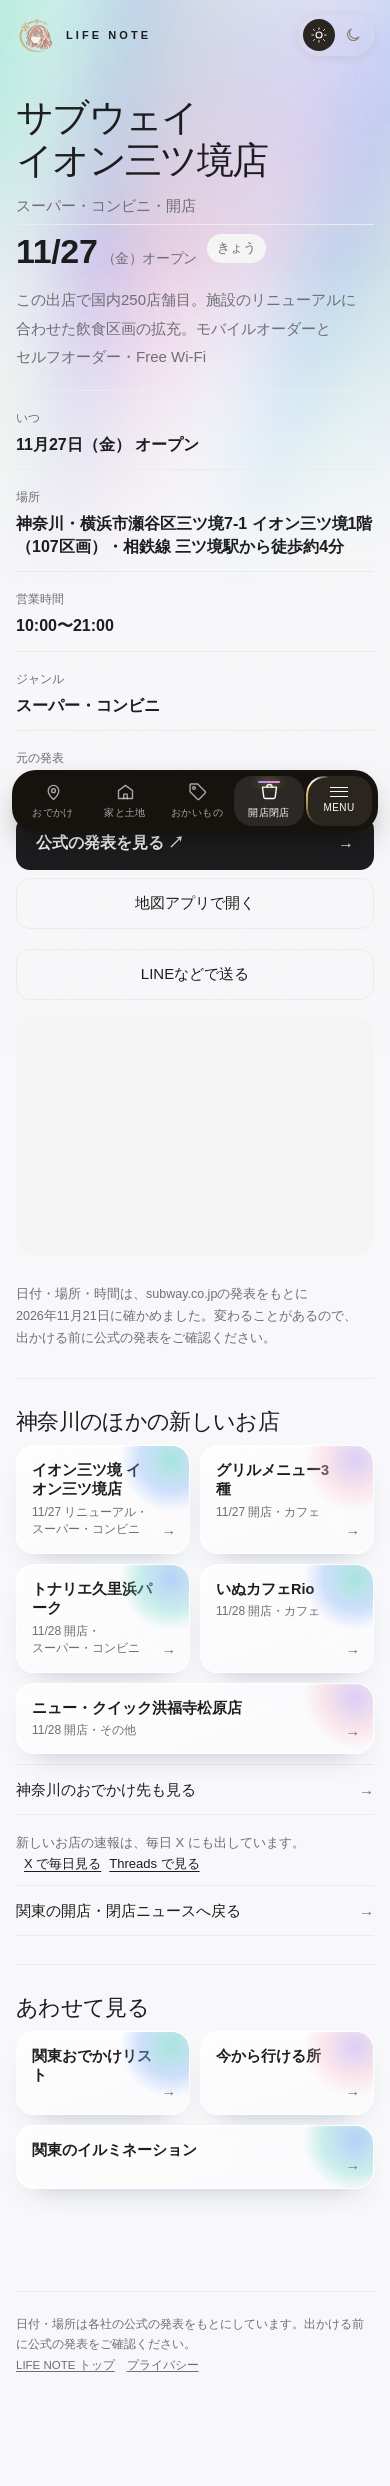 LIFE NOTE
サブウェイ
イオン三ツ境店
スーパー・コンビニ・開店
11/27 （金）オープン きょう
この出店で国内250店舗目。施設のリニューアルに
合わせた飲食区画の拡充。モバイルオーダーと
セルフオーダー・Free Wi-Fi
いつ
11月27日（金） オープン
場所
神奈川・横浜市瀬谷区三ツ境7-1 イオン三ツ境1階
（107区画）・相鉄線 三ツ境駅から徒歩約4分
営業時間
10:00〜21:00
ジャンル
スーパー・コンビニ
元の発表
おでかけ 家と土地 おかいもの 開店閉店 MENU
公式の発表を見る ↗ →
地図アプリで開く
LINEなどで送る
日付・場所・時間は、subway.co.jpの発表をもとに
2026年11月21日に確かめました。変わることがあるので、
出かける前に公式の発表をご確認ください。
神奈川のほかの新しいお店
イオン三ツ境 イ
オン三ツ境店
11/27 リニューアル・
スーパー・コンビニ →
グリルメニュー3
種
11/27 開店・カフェ
→
トナリエ久里浜パ
ーク
11/28 開店・
スーパー・コンビニ →
いぬカフェRio
11/28 開店・カフェ
→
ニュー・クイック洪福寺松原店
11/28 開店・その他 →
神奈川のおでかけ先も見る →
新しいお店の速報は、毎日 X にも出しています。
X で毎日見る Threads で見る
関東の開店・閉店ニュースへ戻る →
あわせて見る
関東おでかけリス
ト →
今から行ける所
→
関東のイルミネーション
→
日付・場所は各社の公式の発表をもとにしています。出かける前
に公式の発表をご確認ください。
LIFE NOTE トップ プライバシー